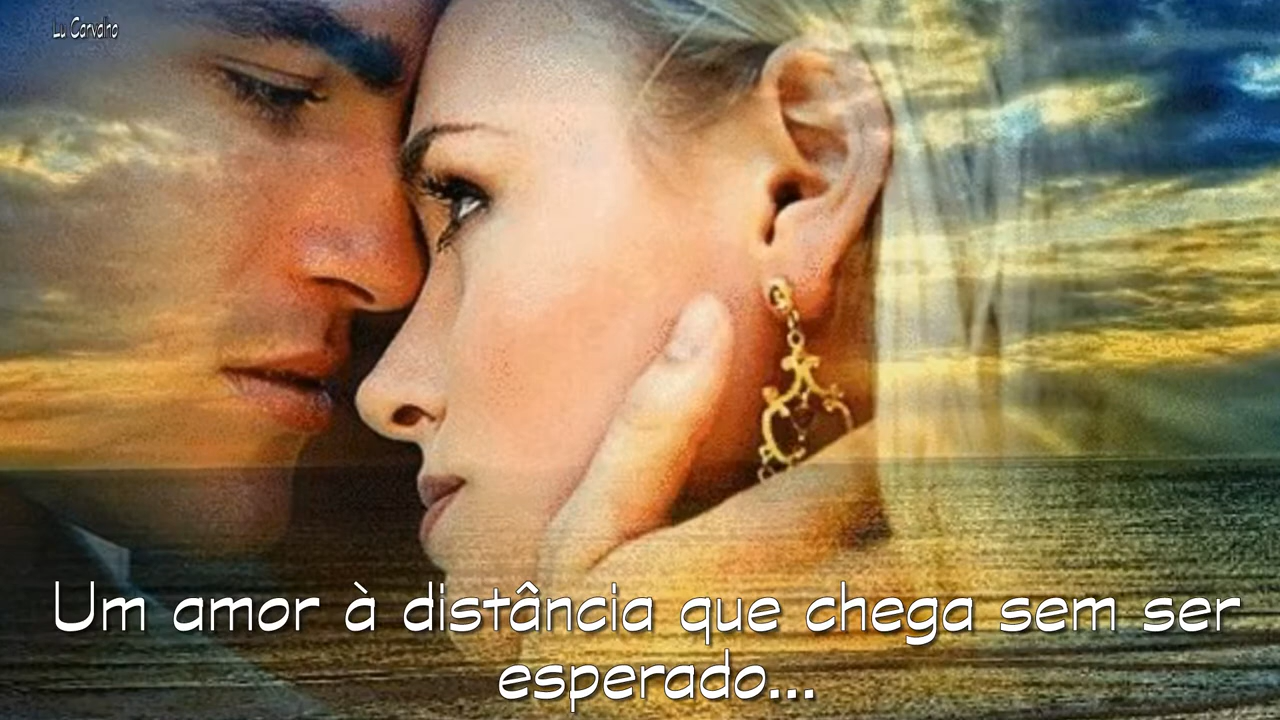 Lu Carvalho
Um amor à distância que chega sem ser
esperado...